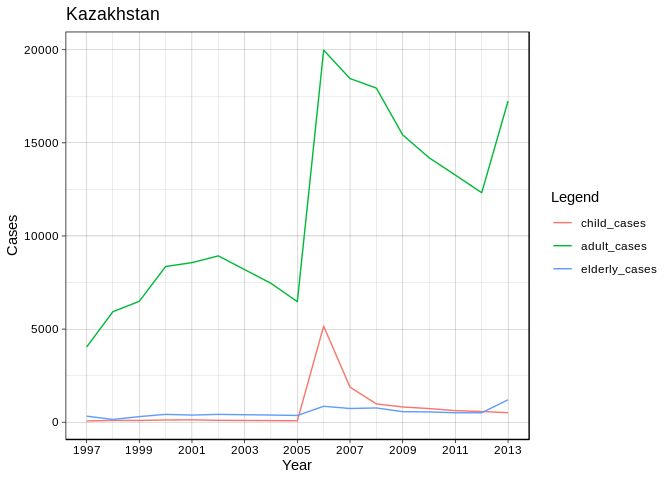 Kazakhstan
20000
15000
10000
5000
0
Cases
1997 1999 2001 2003 2005 2007 2009 2011 2013
Year
Legend
child_cases
adult_cases
elderly_cases